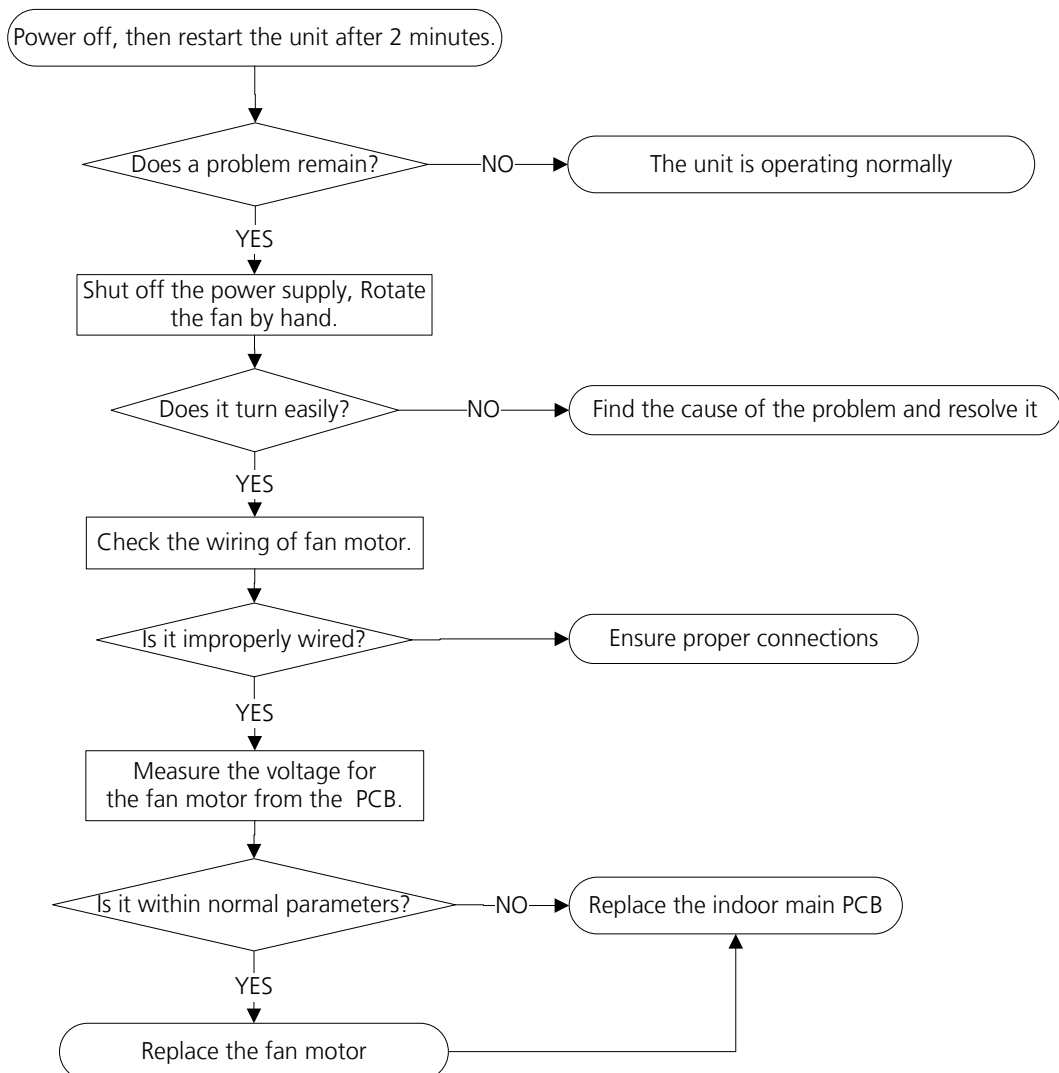 Power off, then restart the unit after 2 minutes.
Does a problem remain?
NO
The unit is operating normally
YES
Shut off the power supply, Rotate
the fan by hand.
Does it turn easily?
NO
Find the cause of the problem and resolve it
YES
Check the wiring of fan motor.
Is it improperly wired?
Ensure proper connections
YES
Measure the voltage for
the fan motor from the PCB.
Is it within normal parameters?
NO
Replace the indoor main PCB
YES
Replace the fan motor